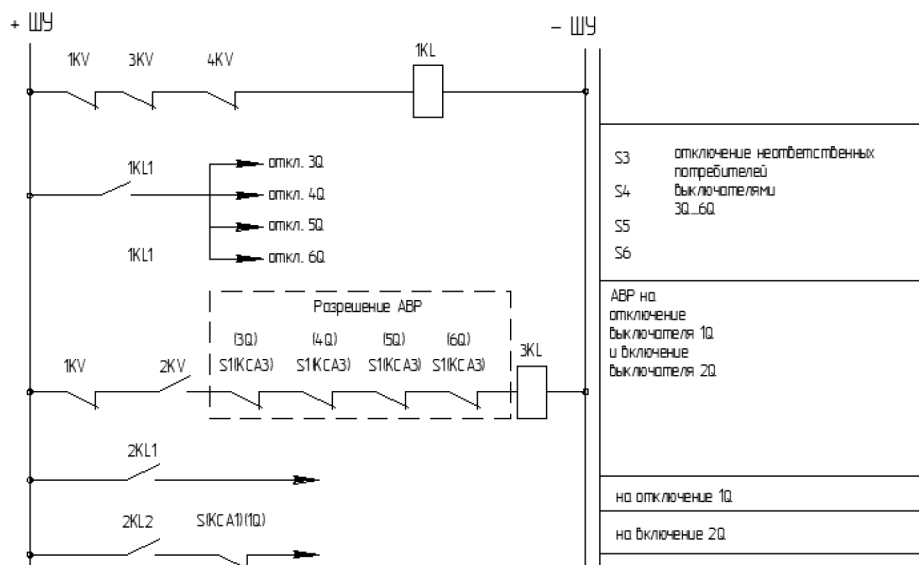 + ШУ
– ШУ
1KV
3KV
4KV
1KL
1KL1
откл. 3Q
откл. 4Q
откл. 5Q
откл. 6Q
1KL1
S3
S4
S5
S6
отключение неответственных
потребителей
выключателями
3Q...6Q
Разрешение АВР
(3Q)
(4Q)
(5Q)
(6Q)
1KV
2KV
S1(KCA3)
S1(KCA3)
S1(KCA3)
S1(KCA3)
3KL
АВР на
отключение
выключателя 1Q
и включение
выключателя 2Q
2KL1
на отключение 1Q
2KL2
S(KCA1)(1Q)
на включение 2Q